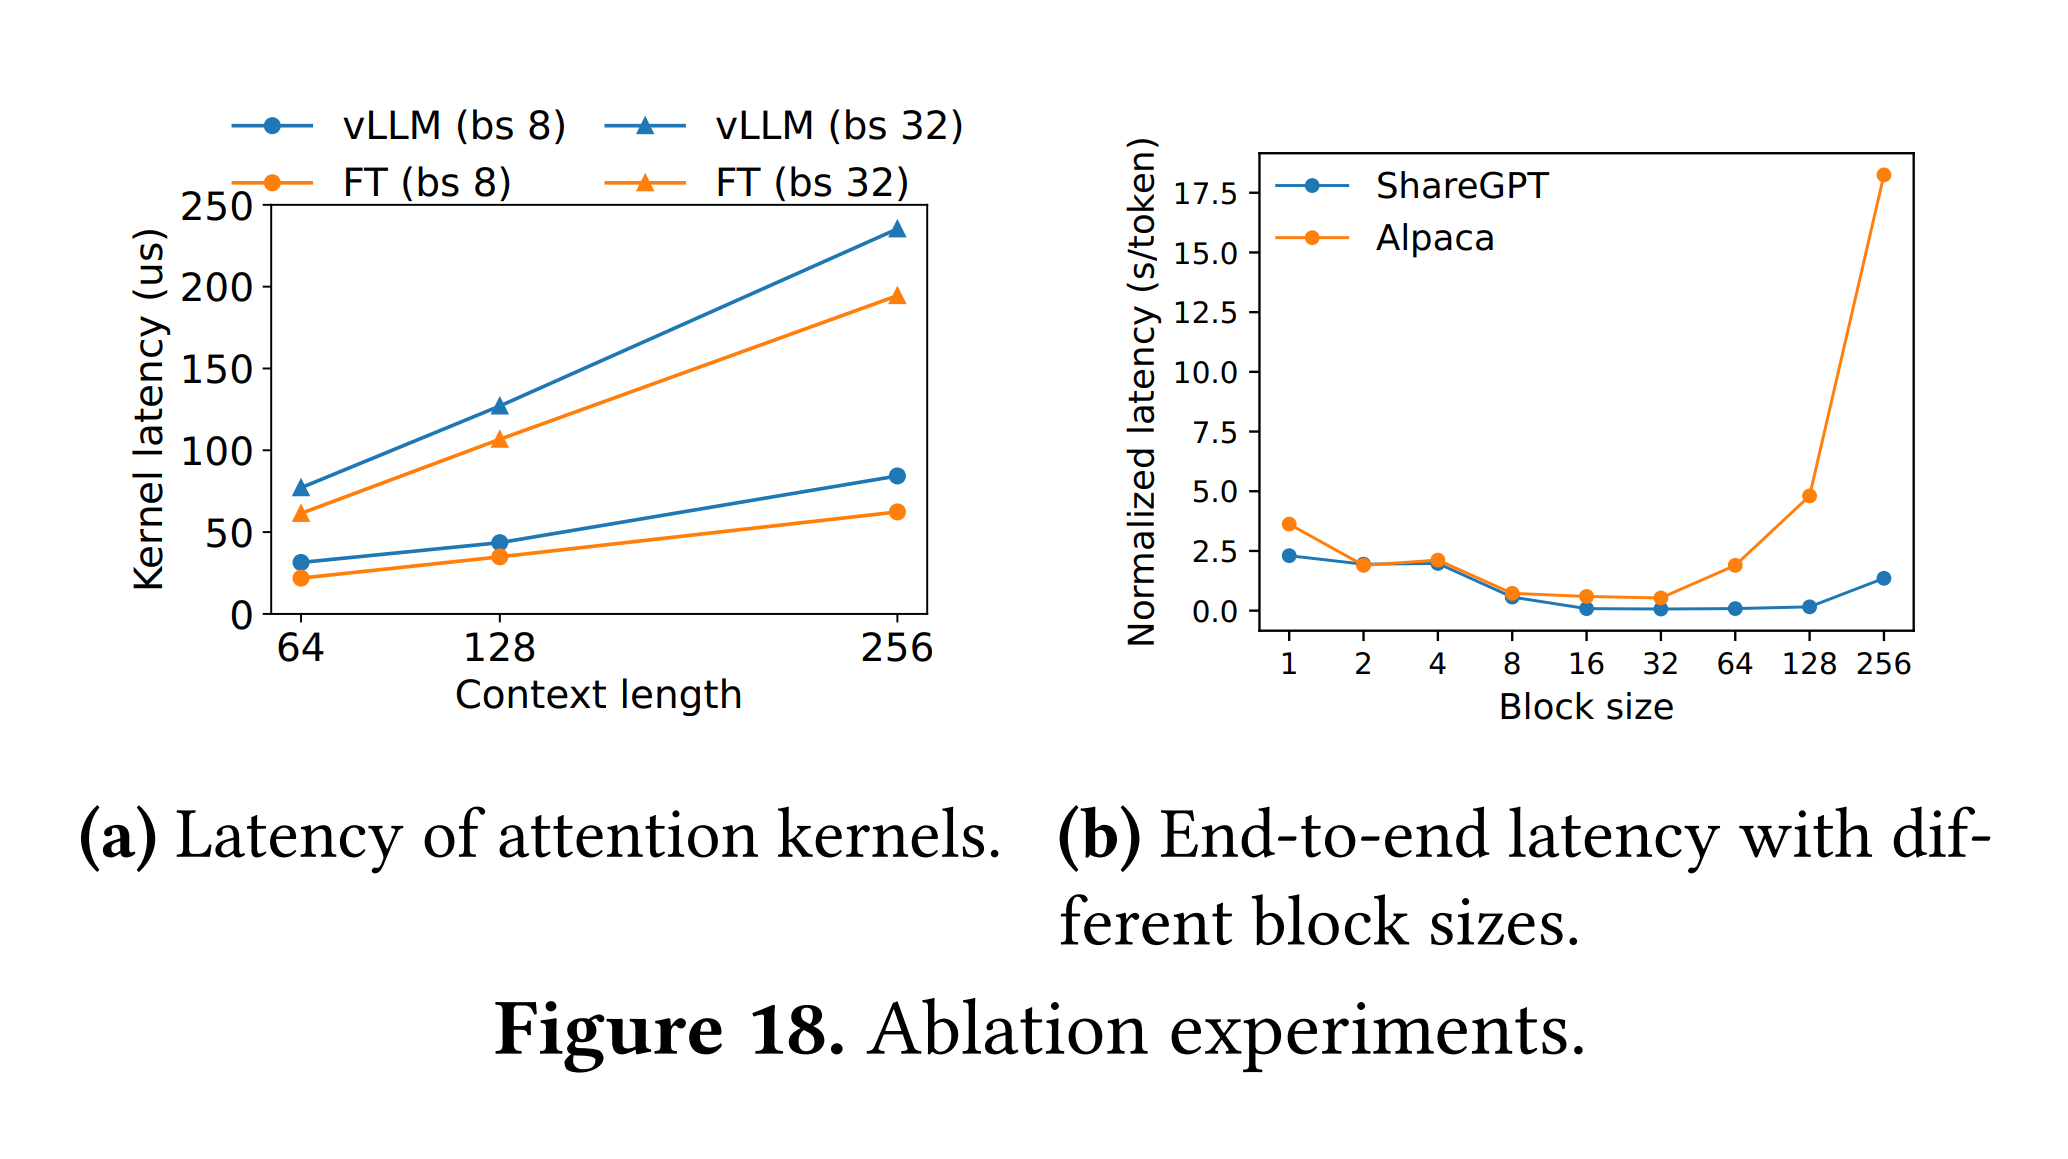 vLLM (bs 8) vLLM (bs 32)
FT (bs 8) FT (bs 32)
Kernel latency (us)
250
200
150
100
50
0
64 128 256
Context length
Normalized latency (s/token)
ShareGPT
Alpaca
17.5
15.0
12.5
10.0
7.5
5.0
2.5
0.0
1 2 4 8 16 32 64 128 256
Block size
(a) Latency of attention kernels.
(b) End-to-end latency with dif-
ferent block sizes.
Figure 18. Ablation experiments.